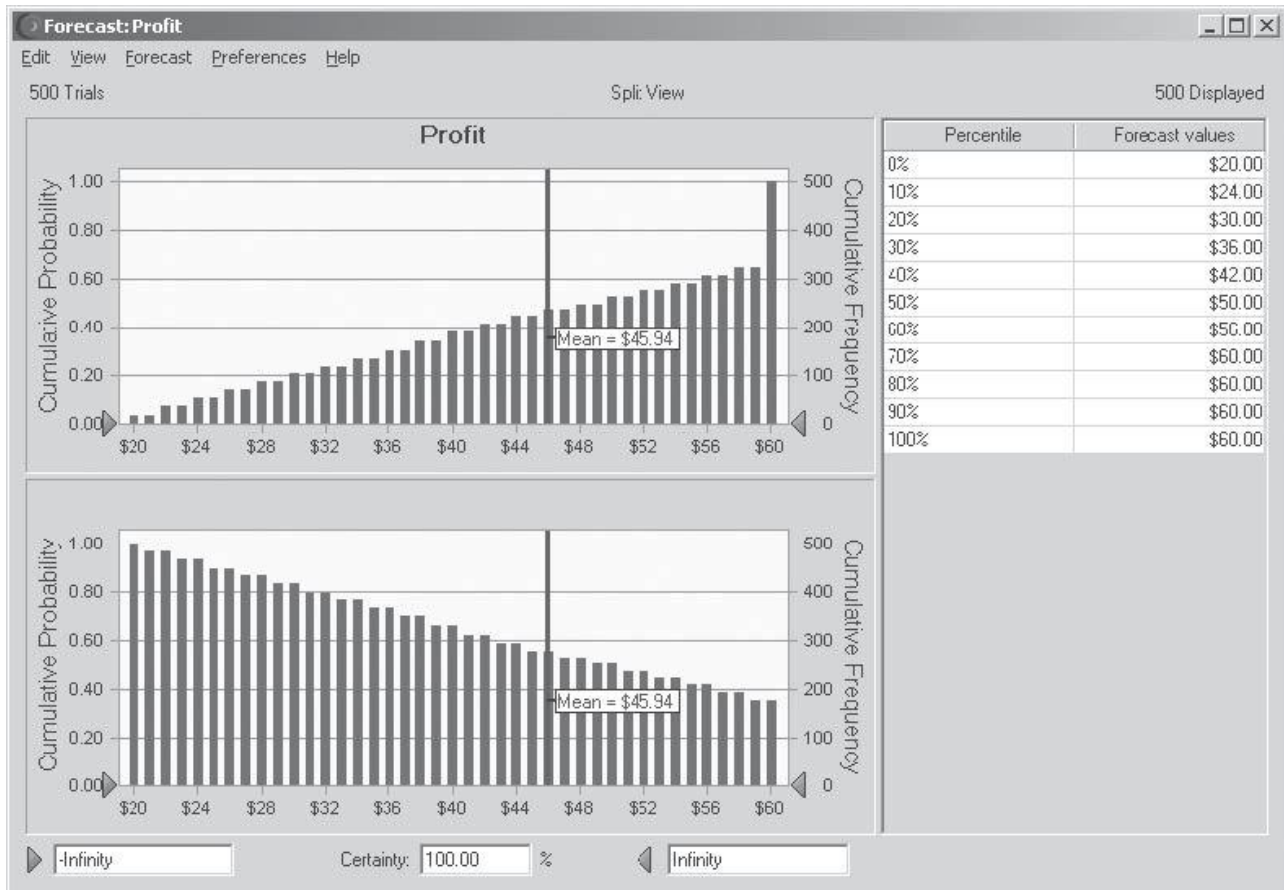 Forecast: Profit
Edit View Forecast Preferences Help
500 Trials Split View 500 Displayed
Profit
Cumulative Probability
1.00
0.80
0.60
0.40
0.20
0.00
Mean = $45.94
500
400
300
200
100
0
Cumulative Frequency
$20 $24 $28 $32 $36 $40 $44 $48 $52 $56 $60
Cumulative Probability
1.00
0.80
0.60
0.40
0.20
0.00
Mean = $45.94
500
400
300
200
100
0
Cumulative Frequency
$20 $24 $28 $32 $36 $40 $44 $48 $52 $56 $60
Percentile Forecast values
0% $20.00
10% $24.00
20% $30.00
30% $36.00
40% $42.00
50% $50.00
60% $56.00
70% $60.00
80% $60.00
90% $60.00
100% $60.00
-Infinity Certainty: 100.00 % Infinity